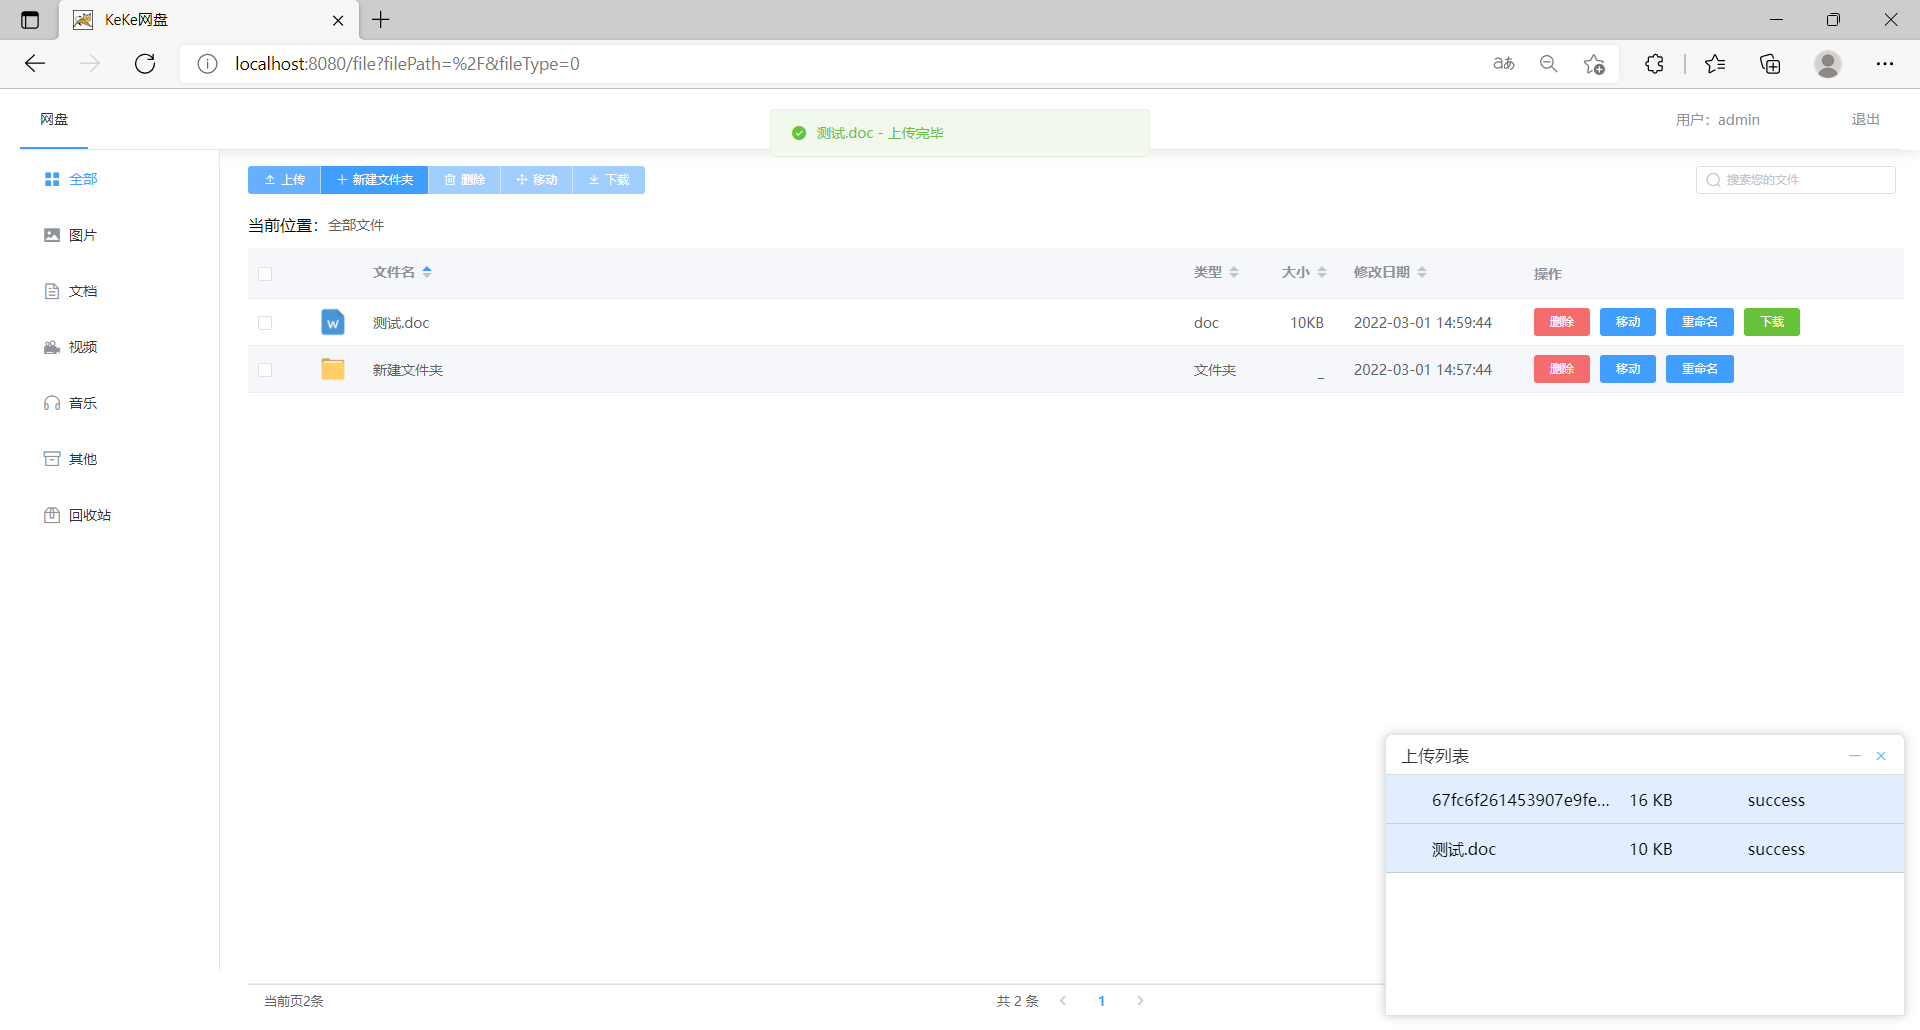 KeKe网盘
localhost:8080/file?filePath=%2F&fileType=0
aあ
网盘
测试.doc - 上传完毕
用户：admin
退出
全部
图片
文档
视频
音乐
其他
回收站
上传
新建文件夹
删除
移动
下载
搜索您的文件
当前位置：全部文件
文件名 类型 大小 修改日期 操作
W 测试.doc doc 10KB 2022-03-01 14:59:44 删除 移动 重命名 下载
新建文件夹 文件夹 _ 2022-03-01 14:57:44 删除 移动 重命名
上传列表
67fc6f261453907e9fe... 16 KB success
测试.doc 10 KB success
当前页2条
共 2 条 1